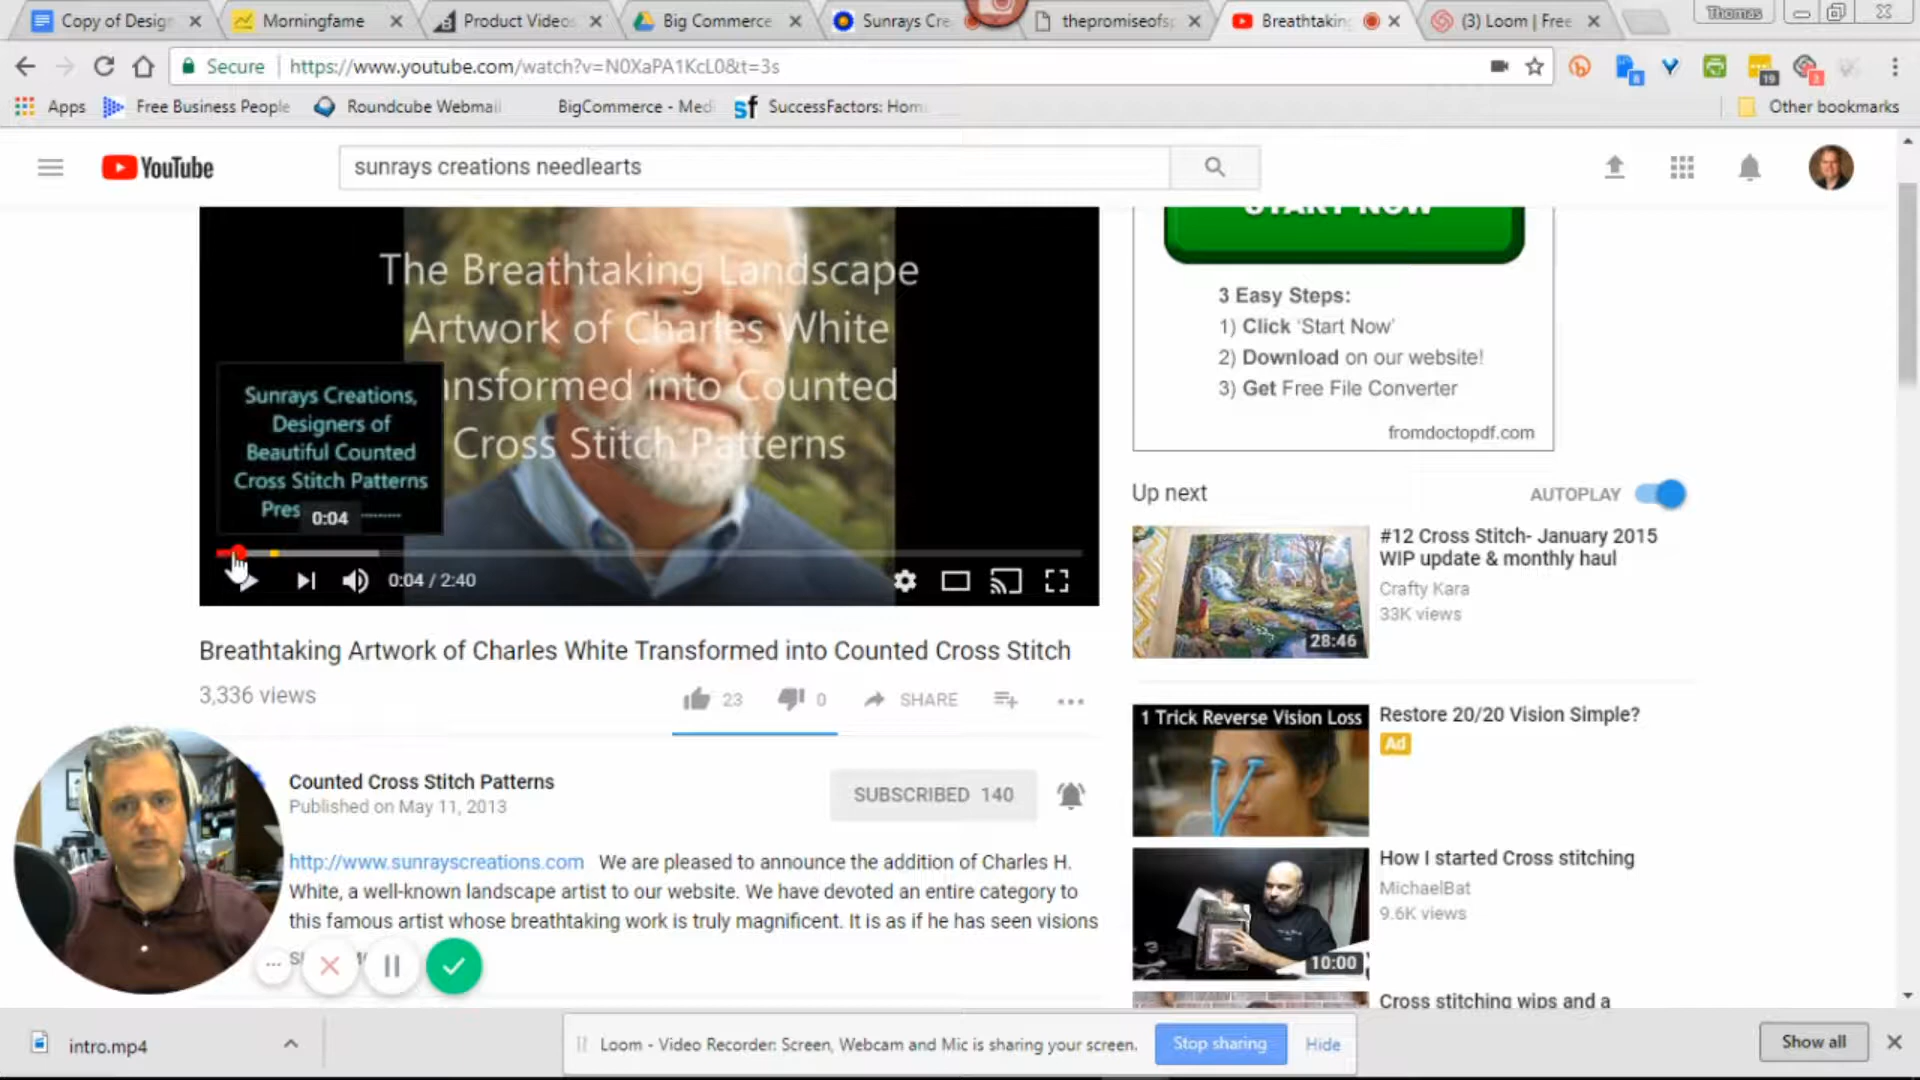 Copy of Desig
Morningfame
Product Videos
Big Commerce
Sunrays Cre
thepromiseofs
Breathtakin
(3) Loom | Free
Thomas
Secure
https://www.youtube.com/watch?v=N0XaPA1KcL0&t=3s
8
19
3
Apps
Free Business People
Roundcube Webmail
BigCommerce - Medi
sf
SuccessFactors: Hom
Other bookmarks
YouTube
sunrays creations needlearts
The Breathtaking Landscape
Artwork of Charles White
ansformed into Counted
Cross Stitch Patterns
Sunrays Creations,
Designers of
Beautiful Counted
Cross Stitch Patterns
Pres
0:04
0:04 / 2:40
START NOW
3 Easy Steps:
1) Click 'Start Now'
2) Download on our website!
3) Get Free File Converter
fromdoctopdf.com
Up next
AUTOPLAY
#12 Cross Stitch- January 2015
WIP update & monthly haul
Crafty Kara
33K views
28:46
Breathtaking Artwork of Charles White Transformed into Counted Cross Stitch
3,336 views
23
0
SHARE
1 Trick Reverse Vision Loss
Restore 20/20 Vision Simple?
Ad
Counted Cross Stitch Patterns
Published on May 11, 2013
SUBSCRIBED 140
http://www.sunrayscreations.com We are pleased to announce the addition of Charles H.
White, a well-known landscape artist to our website. We have devoted an entire category to
this famous artist whose breathtaking work is truly magnificent. It is as if he has seen visions
How I started Cross stitching
MichaelBat
9.6K views
10:00
Cross stitching wips and a
intro.mp4
Loom - Video Recorder: Screen, Webcam and Mic is sharing your screen.
Stop sharing
Hide
Show all